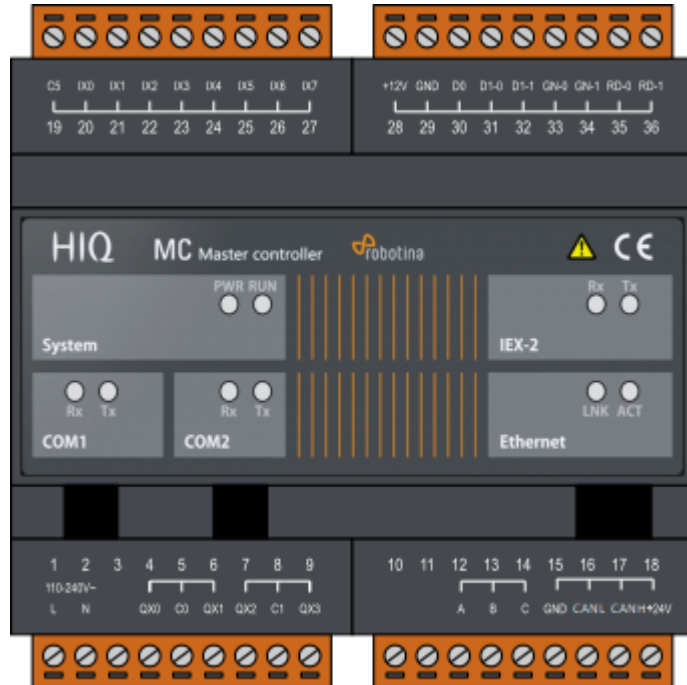 C5 IX0 IX1 IX2 IX3 IX4 IX5 IX6 IX7
19 20 21 22 23 24 25 26 27
+12V GND D0 D1-0 D1-1 GN-0 GN-1 RD-0 RD-1
28 29 30 31 32 33 34 35 36
HIQ MC Master controller robotina CE
PWR RUN
System
Rx Tx
IEX-2
Rx Tx
COM1
Rx Tx
COM2
LNK ACT
Ethernet
1 2 3 4 5 6 7 8 9
110-240V~
L N QX0 C0 QX1 QX2 C1 QX3
10 11 12 13 14 15 16 17 18
A B C GND CANL CANH +24V